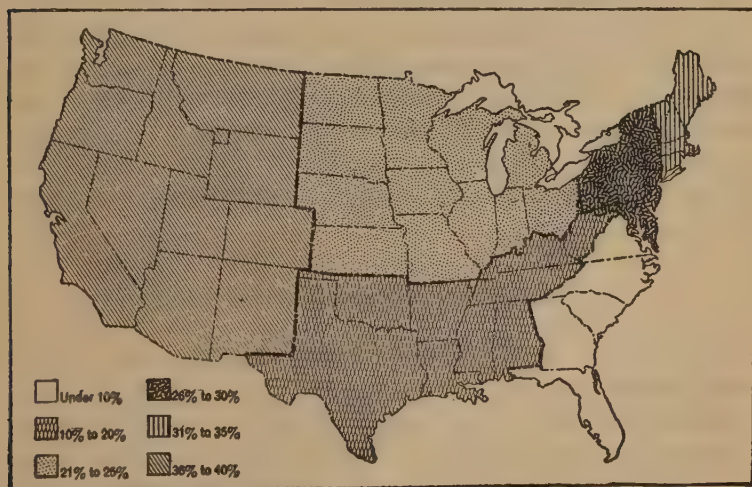 Under 10%
10% to 20%
21% to 25%
26% to 30%
31% to 35%
36% to 40%